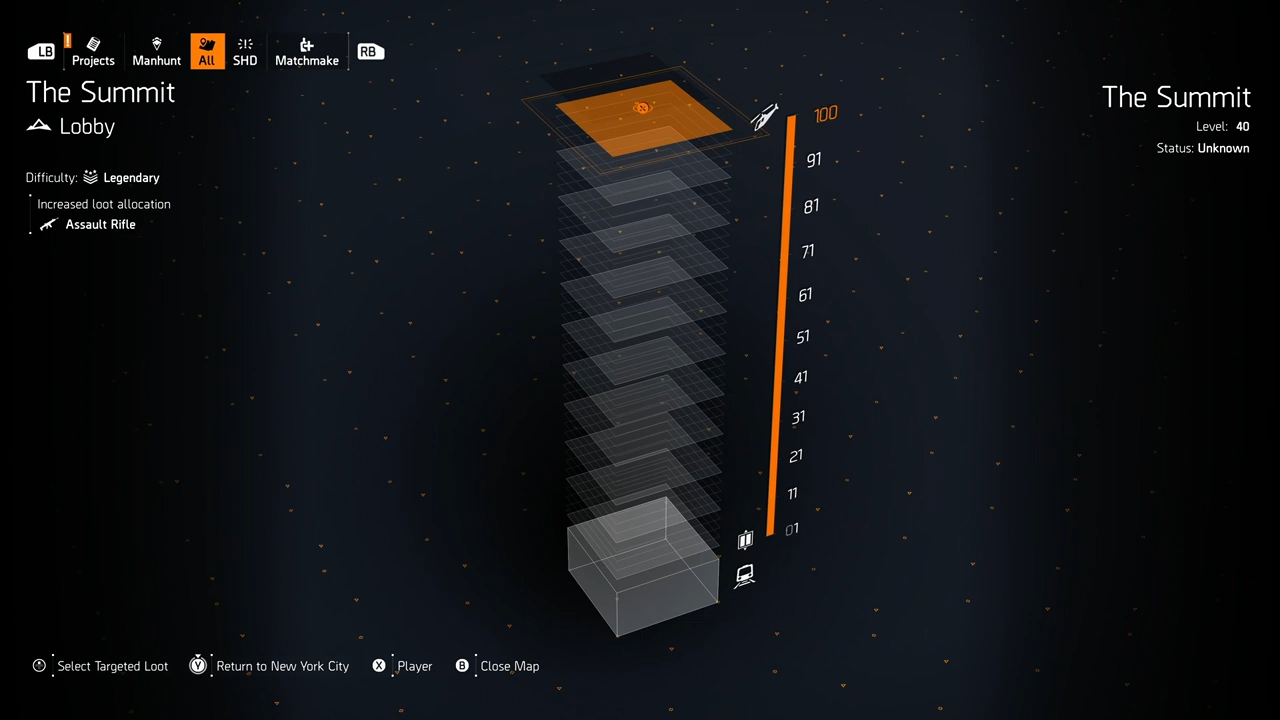 LB
Projects
Manhunt
All
SHD
Matchmake
RB
The Summit
Lobby
Difficulty: Legendary
Increased loot allocation
Assault Rifle
The Summit
Level: 40
Status: Unknown
100
91
81
71
61
51
41
31
21
11
01
Select Targeted Loot
Y Return to New York City
X Player
B Close Map